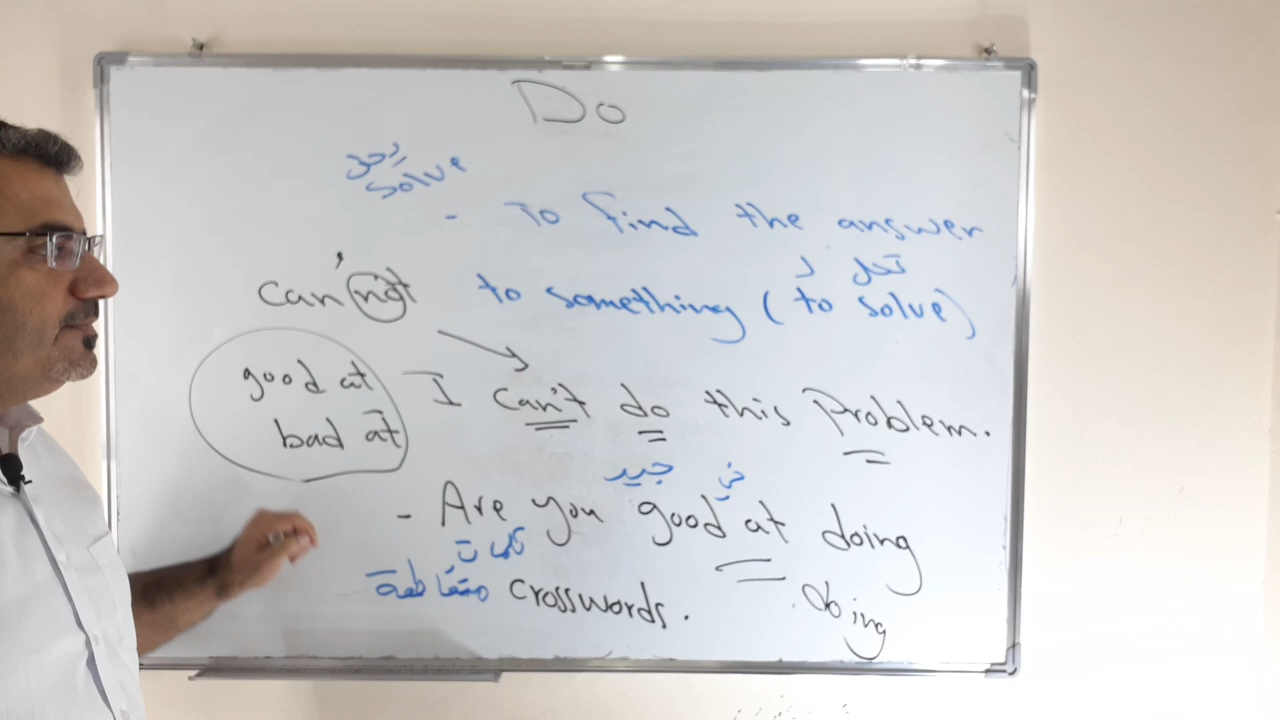 Do
يحل
solve
- To find the answer
تحل
can'not to something (to solve)
good at
bad at
I can't do this Problem.
جيد في
- Are you good at doing
كلمات
متقاطعة crosswords.
doing